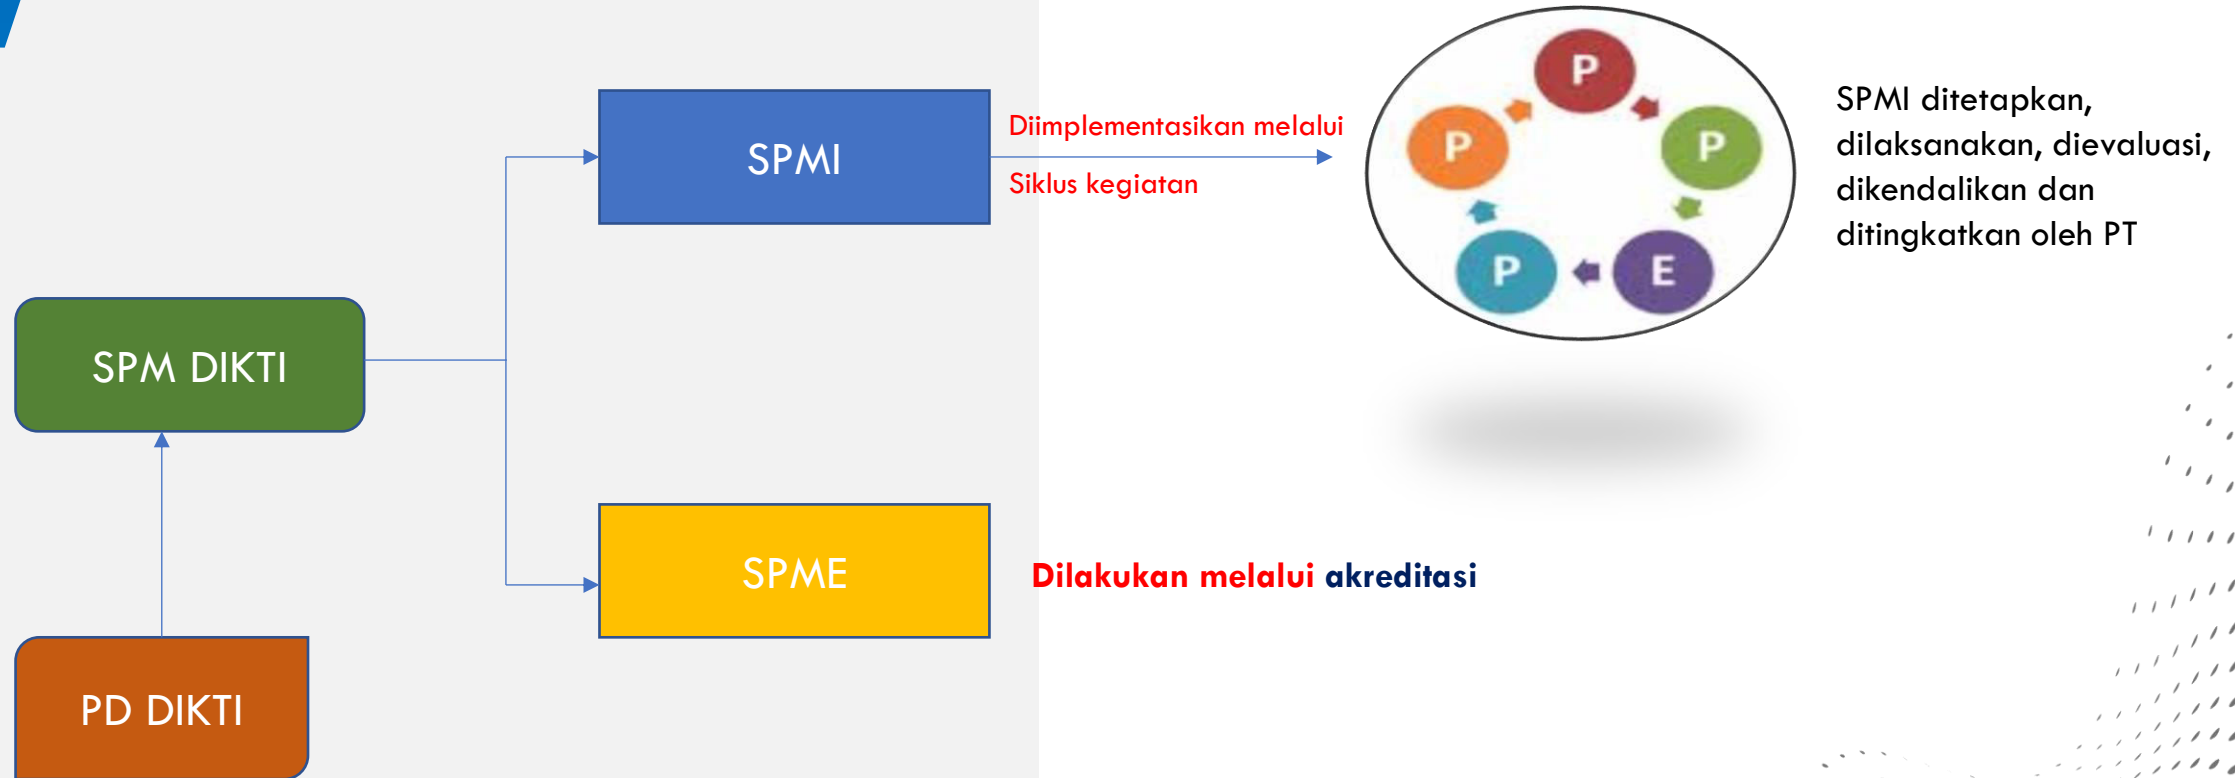 SPM DIKTI
PD DIKTI
SPMI
Diimplementasikan melalui
Siklus kegiatan
P
P
E
P
P
SPMI ditetapkan,
dilaksanakan, dievaluasi,
dikendalikan dan
ditingkatkan oleh PT
SPME
Dilakukan melalui akreditasi